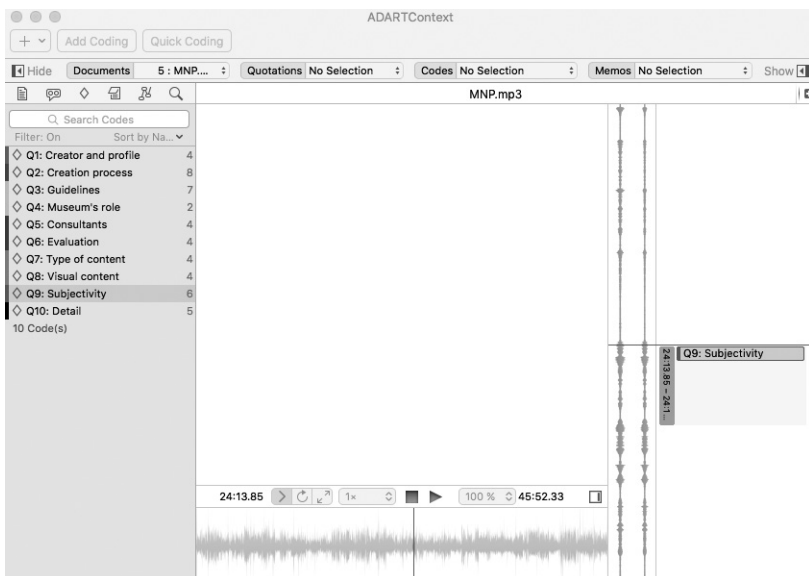 ADARTContext
+ Add Coding Quick Coding
Hide Documents 5 : MNP.... Quotations No Selection Codes No Selection Memos No Selection Show
MNP.mp3
Search Codes
Filter: On Sort by Na...
Q1: Creator and profile 4
Q2: Creation process 8
Q3: Guidelines 7
Q4: Museum's role 2
Q5: Consultants 4
Q6: Evaluation 4
Q7: Type of content 4
Q8: Visual content 4
Q9: Subjectivity 6
Q10: Detail 5
10 Code(s)
24:13.85 – 24:1...
Q9: Subjectivity
24:13.85 1× 100 % 45:52.33